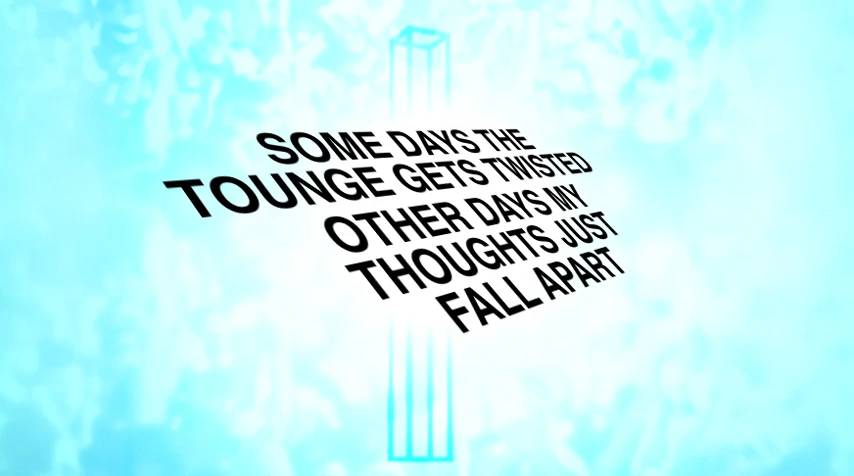 SOME DAYS THE
TOUNGE GETS TWISTED
OTHER DAYS MY
THOUGHTS JUST
FALL APART